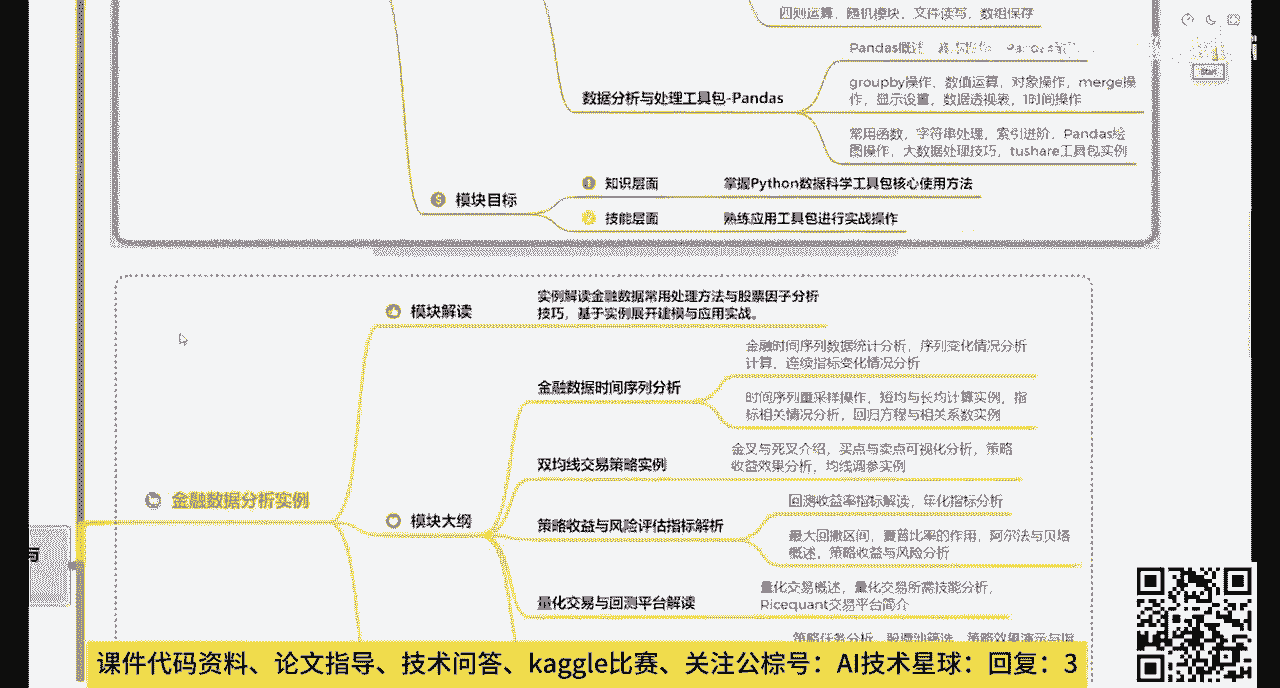 四则运算，随机模块，文件读写，数组保存
Pandas概述
数据分析与处理工具包-Pandas
groupby操作，数值运算，对象操作，merge操
作，显示设置，数据透视表，1时间操作
常用函数，字符串处理，索引进阶，Pandas绘
图操作，大数据处理技巧，tushare工具包实例
模块目标
知识层面
掌握Python数据科学工具包核心使用方法
技能层面
熟练应用工具包进行实战操作
模块解读
实例解读金融数据常用处理方法与股票因子分析
技巧，基于实例展开建模与应用实战。
金融数据时间序列分析
金融时间序列数据统计分析，序列变化情况分析
计算，连续指标变化情况分析
时间序列重采样操作，短均与长均计算实例，指
标相关情况分析，回归方程与相关系数实例
双均线交易策略实例
金叉与死叉介绍，买点与卖点可视化分析，策略
收益效果分析，均线调参实例
金融数据分析实例
模块大纲
策略收益与风险评估指标解析
回测收益率指标解读，年化指标分析
最大回撤区间，夏普比率的作用，阿尔法与贝塔
概述，策略收益与风险分析
量化交易与回测平台解读
量化交易概述，量化交易所需技能分析，
Ricequant交易平台简介
策略任务分析，股票池筛选，策略效果演示与
课件代码资料、论文指导、技术问答、kaggle比赛、关注公棕号：AI技术星球：回复：3